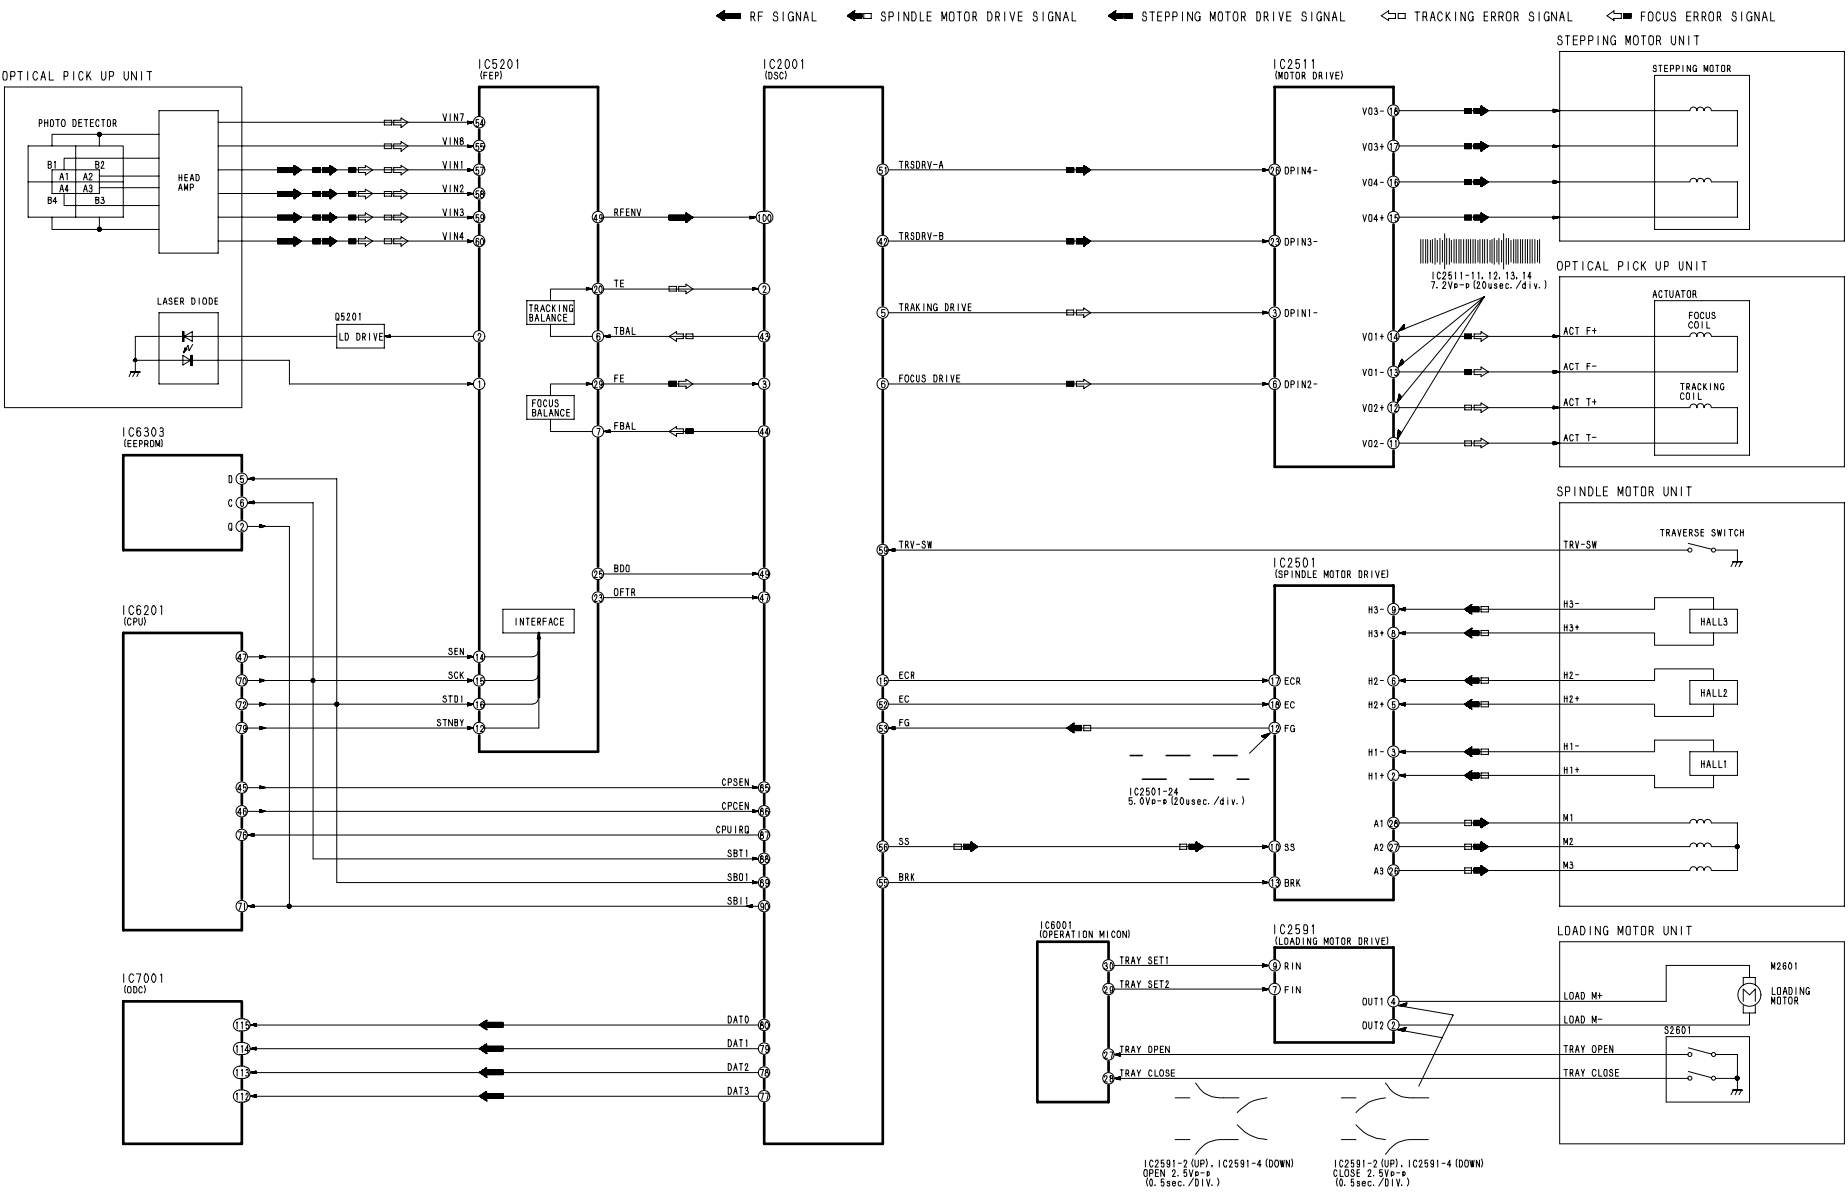 RF SIGNAL
SPINDLE MOTOR DRIVE SIGNAL
STEPPING MOTOR DRIVE SIGNAL
TRACKING ERROR SIGNAL
FOCUS ERROR SIGNAL
OPTICAL PICK UP UNIT
PHOTO DETECTOR
B1
B2
A1
A2
A4
A3
B4
B3
HEAD
AMP
LASER DIODE
Q5201
LD DRIVE
IC5201
(FEP)
VIN7
54
VIN8
55
VIN1
57
VIN2
58
VIN3
59
VIN4
60
2
1
49
RFENV
20
TE
TRACKING
BALANCE
6
TBAL
29
FE
FOCUS
BALANCE
7
FBAL
25
BDO
23
OFTR
INTERFACE
SEN
14
SCK
15
STDI
16
STNBY
12
IC6303
(EEPROM)
D
5
C
6
Q
2
IC6201
(CPU)
47
70
72
79
45
46
76
71
IC7001
(ODC)
115
114
113
112
IC2001
(DSC)
100
2
43
3
44
49
47
CPSEN
85
CPCEN
86
CPUIRQ
87
SBT1
88
SBO1
89
SBI1
90
DAT0
80
DAT1
79
DAT2
78
DAT3
77
51
TRSDRV-A
42
TRSDRV-B
5
TRAKING DRIVE
6
FOCUS DRIVE
59
TRV-SW
15
ECR
52
EC
53
FG
56
SS
55
BRK
IC2511
(MOTOR DRIVE)
26
OPIN4-
23
OPIN3-
3
OPIN1-
6
OPIN2-
VO3-
18
VO3+
17
VO4-
16
VO4+
15
IC2511-11, 12, 13, 14
7.2Vp-p (20usec./div.)
VO1+
14
VO1-
13
VO2+
12
VO2-
11
STEPPING MOTOR UNIT
STEPPING MOTOR
OPTICAL PICK UP UNIT
ACTUATOR
FOCUS
COIL
ACT F+
ACT F-
TRACKING
COIL
ACT T+
ACT T-
SPINDLE MOTOR UNIT
TRAVERSE SWITCH
TRV-SW
IC2501
(SPINDLE MOTOR DRIVE)
17
ECR
18
EC
12
FG
10
SS
13
BRK
IC2501-24
5.0Vp-p (20usec./div.)
H3-
9
H3+
8
H2-
6
H2+
5
H1-
3
H1+
2
A1
28
A2
27
A3
26
H3-
H3+
HALL3
H2-
H2+
HALL2
H1-
H1+
HALL1
M1
M2
M3
IC6001
(OPERATION MICON)
30
TRAY SET1
29
TRAY SET2
27
TRAY OPEN
28
TRAY CLOSE
IC2591
(LOADING MOTOR DRIVE)
9
RIN
7
FIN
OUT1
4
OUT2
2
LOADING MOTOR UNIT
M2601
M
LOADING
MOTOR
LOAD M+
LOAD M-
S2601
TRAY OPEN
TRAY CLOSE
IC2591-2 (UP), IC2591-4 (DOWN)
OPEN 2.5Vp-p
(0.5sec./DIV.)
IC2591-2 (UP), IC2591-4 (DOWN)
CLOSE 2.5Vp-p
(0.5sec./DIV.)